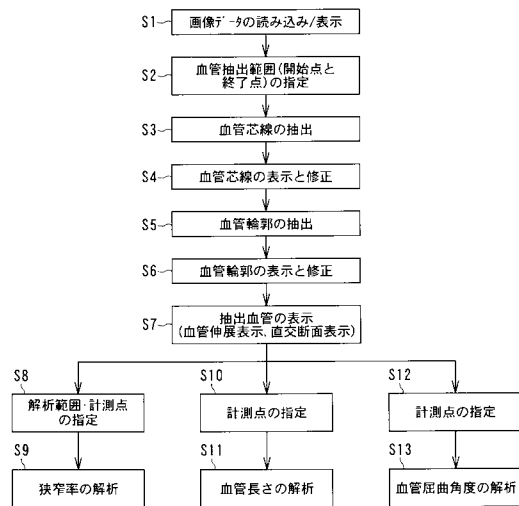 S1
画像データの読み込み/表示
S2
血管抽出範囲(開始点と
終了点)の指定
S3
血管芯線の抽出
S4
血管芯線の表示と修正
S5
血管輪郭の抽出
S6
血管輪郭の表示と修正
S7
抽出血管の表示
(血管伸展表示、直交断面表示)
S8
解析範囲・計測点
の指定
S9
狭窄率の解析
S10
計測点の指定
S11
血管長さの解析
S12
計測点の指定
S13
血管屈曲角度の解析